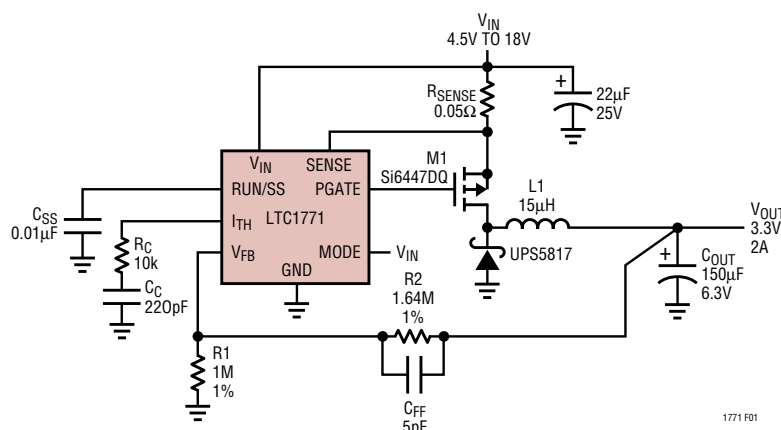 VIN
4.5V TO 18V
RSENSE
0.05Ω
+
22µF
25V
VIN
SENSE
RUN/SS
PGATE
LTC1771
ITH
VFB
MODE
GND
VIN
M1
Si6447DQ
L1
15µH
UPS5817
VOUT
3.3V
2A
+
COUT
150µF
6.3V
CSS
0.01µF
RC
10k
CC
220pF
R2
1.64M
1%
R1
1M
1%
CFF
5pF
1771 F01